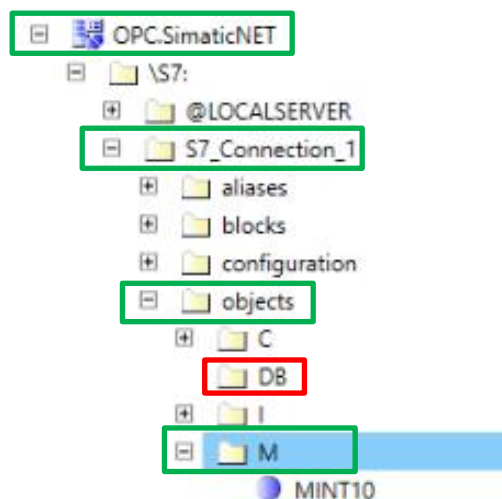 OPC.SimaticNET
\S7:
@LOCALSERVER
S7_Connection_1
aliases
blocks
configuration
objects
C
DB
I
M
MINT10